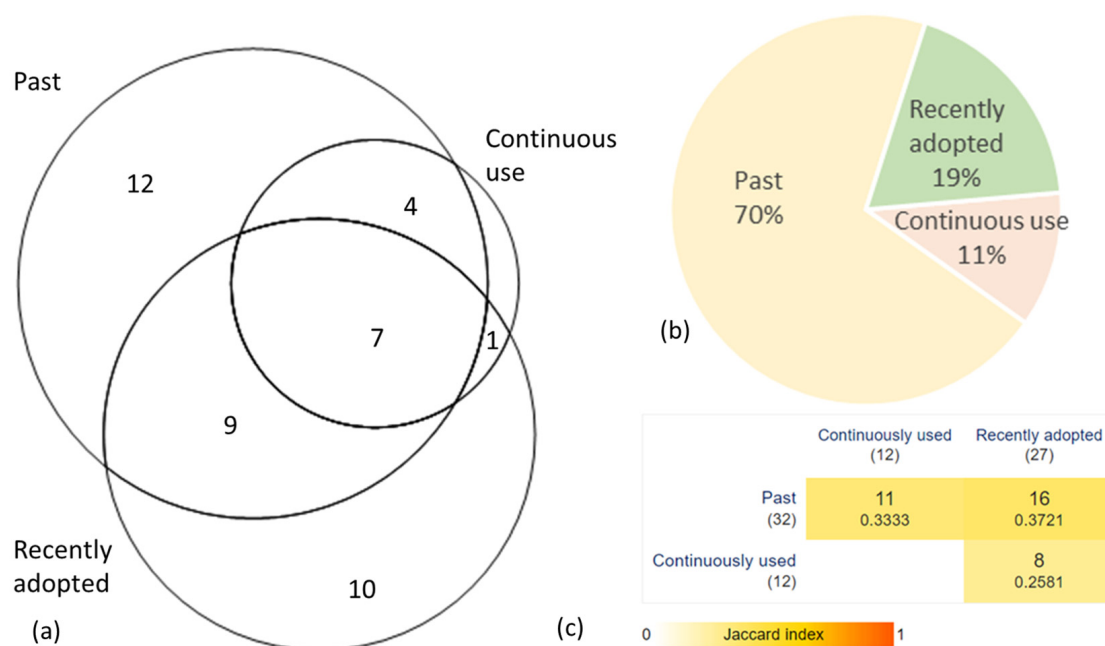 Past
12
Continuous
use
4
7
1
9
Recently
adopted
10
(a)
Recently
adopted
19%
Past
70%
Continuous use
11%
(b)
Continuously used
(12)
Recently adopted
(27)
Past
(32)
11
0.3333
16
0.3721
Continuously used
(12)
8
0.2581
(c)
0
Jaccard index
1